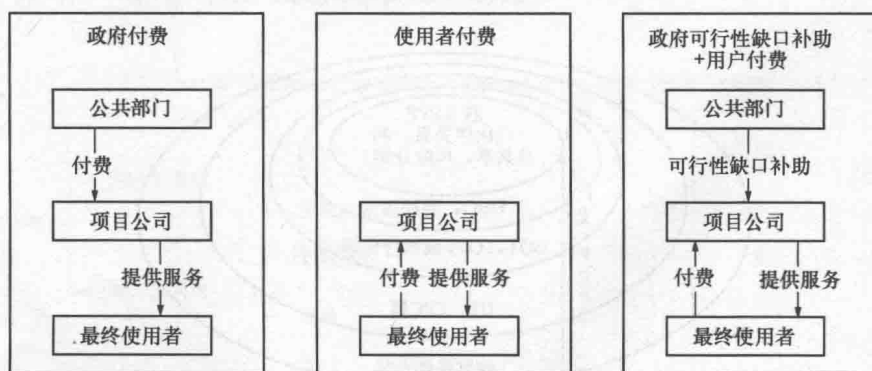 政府付费
公共部门
付费
项目公司
提供服务
最终使用者
使用者付费
项目公司
付费 提供服务
最终使用者
政府可行性缺口补助
+用户付费
公共部门
可行性缺口补助
项目公司
付费 提供服务
最终使用者